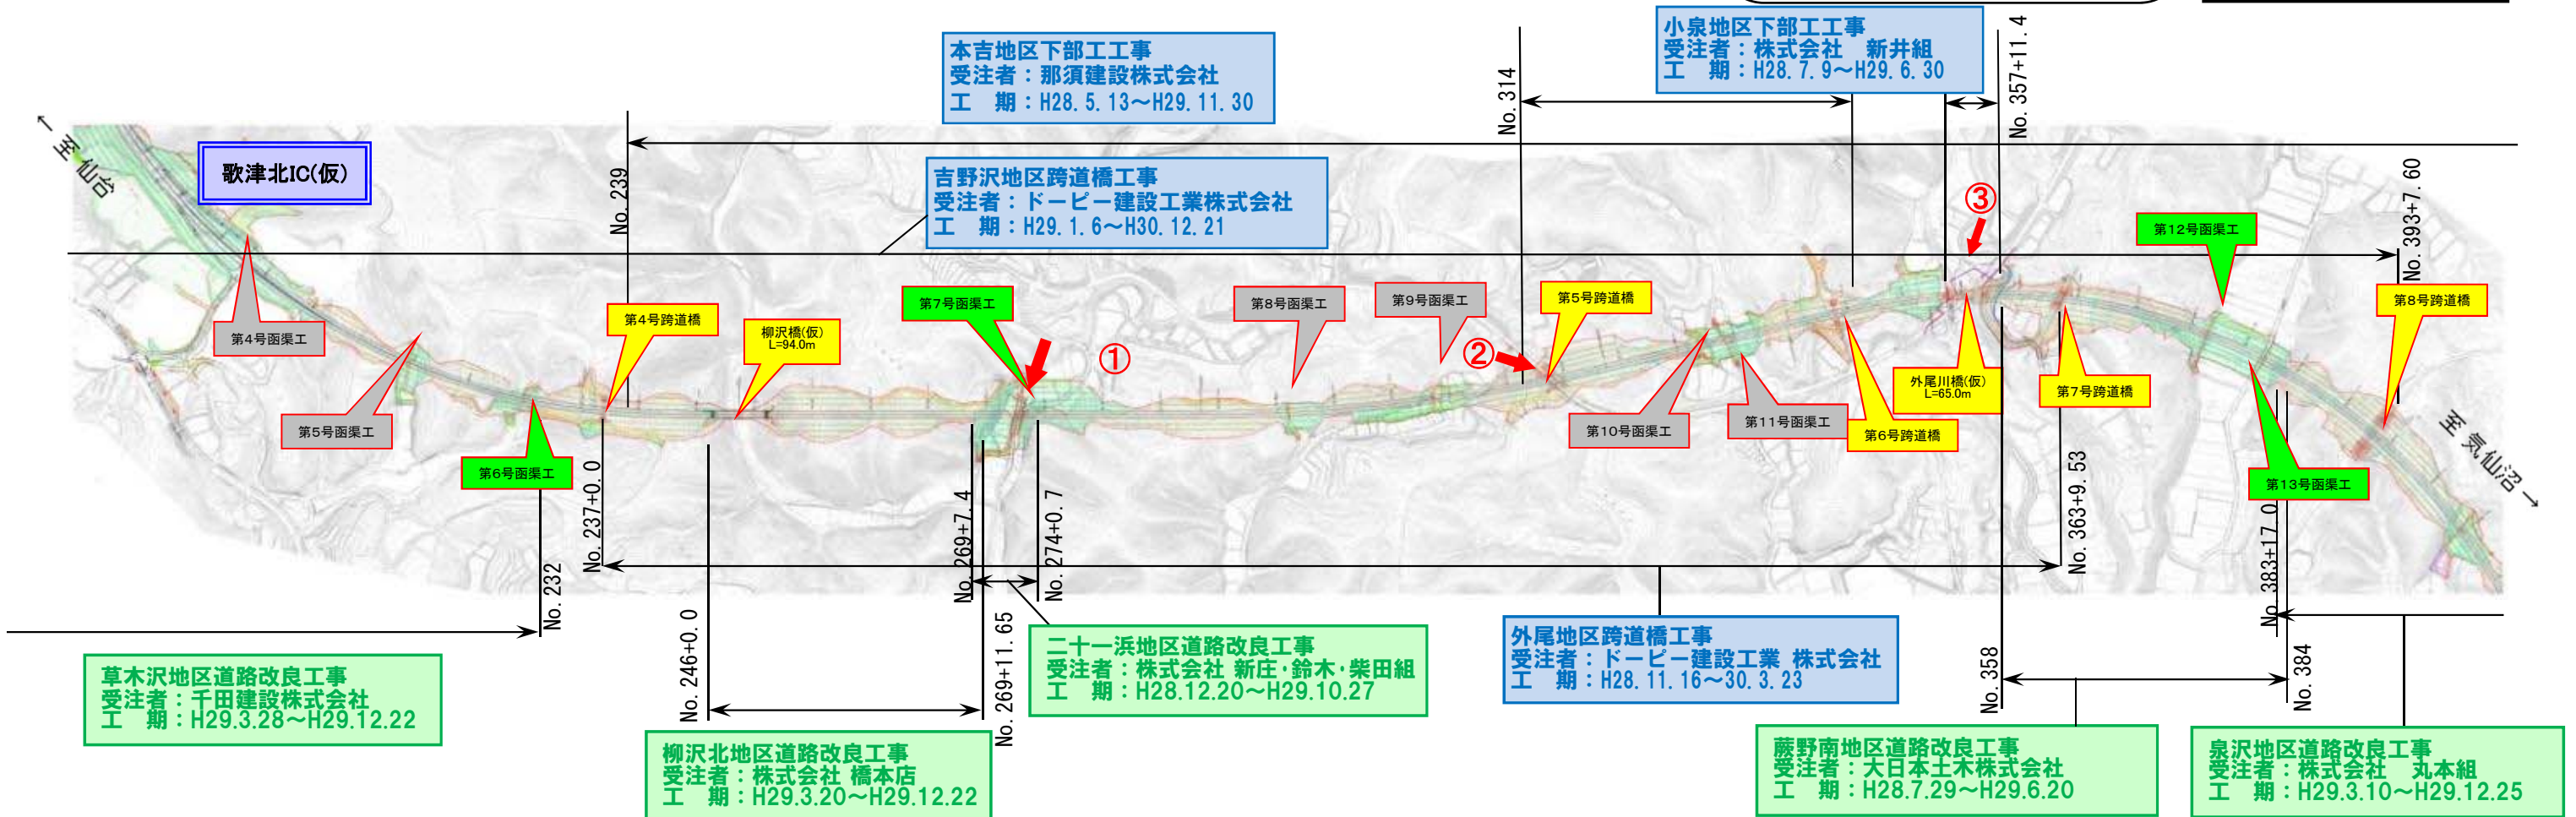 本吉地区下部工工事
受注者：那須建設株式会社
工　期：H28.5.13～H29.11.30
小泉地区下部工工事
受注者：株式会社　新井組
工　期：H28.7.9～H29.6.30
No.314
No.357+11.4
←至 仙台
歌津北IC(仮)
No.239
吉野沢地区跨道橋工事
受注者：ドーピー建設工業株式会社
工　期：H29.1.6～H30.12.21
③
No.393+7.60
第12号函渠工
第4号函渠工
第5号函渠工
第6号函渠工
第4号跨道橋
柳沢橋(仮)
L=94.0m
第7号函渠工
①
第8号函渠工
第9号函渠工
②
第5号跨道橋
第10号函渠工
第11号函渠工
第6号跨道橋
外尾川橋(仮)
L=65.0m
第7号跨道橋
第8号跨道橋
第13号函渠工
至 気仙沼→
No.232
No.237+0.0
No.246+0.0
No.269+7.4
No.269+11.65
No.274+0.7
No.358
No.363+9.53
No.383+17.0
No.384
草木沢地区道路改良工事
受注者：千田建設株式会社
工　期：H29.3.28～H29.12.22
柳沢北地区道路改良工事
受注者：株式会社 橋本店
工　期：H29.3.20～H29.12.22
二十一浜地区道路改良工事
受注者：株式会社 新庄・鈴木・柴田組
工　期：H28.12.20～H29.10.27
外尾地区跨道橋工事
受注者：ドーピー建設工業 株式会社
工　期：H28.11.16～30.3.23
蕨野南地区道路改良工事
受注者：大日本土木株式会社
工　期：H28.7.29～H29.6.20
泉沢地区道路改良工事
受注者：株式会社　丸本組
工　期：H29.3.10～H29.12.25